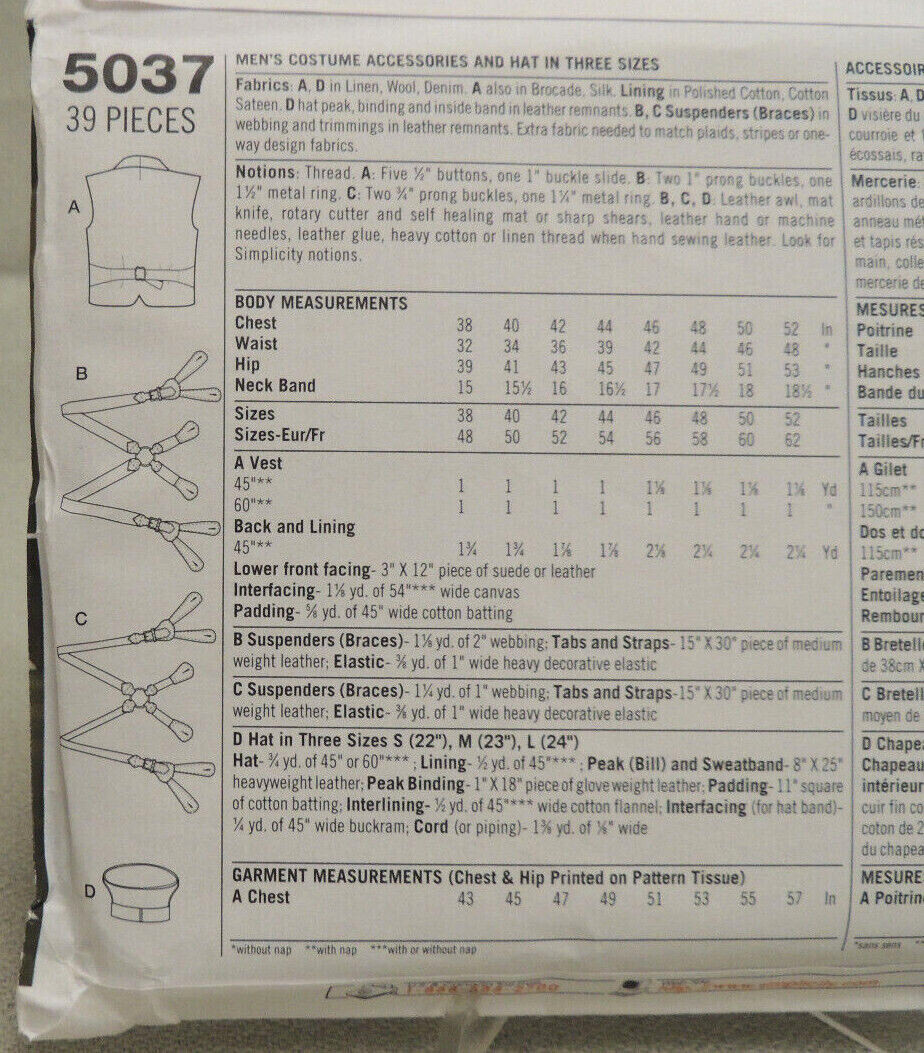 5037
39 PIECES
A
B
C
D
MEN'S COSTUME ACCESSORIES AND HAT IN THREE SIZES
Fabrics: A, D in Linen, Wool, Denim. A also in Brocade, Silk. Lining in Polished Cotton, Cotton
Sateen. D hat peak, binding and inside band in leather remnants. B, C Suspenders (Braces) in
webbing and trimmings in leather remnants. Extra fabric needed to match plaids, stripes or one-
way design fabrics.
Notions: Thread. A: Five ½" buttons, one 1" buckle slide. B: Two 1" prong buckles, one
1½" metal ring. C: Two ¾" prong buckles, one 1¼" metal ring. B, C, D: Leather awl, mat
knife, rotary cutter and self healing mat or sharp shears, leather hand or machine
needles, leather glue, heavy cotton or linen thread when hand sewing leather. Look for
Simplicity notions.
BODY MEASUREMENTS
Chest 38 40 42 44 46 48 50 52 In
Waist 32 34 36 39 42 44 46 48 "
Hip 39 41 43 45 47 49 51 53 "
Neck Band 15 15½ 16 16½ 17 17½ 18 18½ "
Sizes 38 40 42 44 46 48 50 52
Sizes-Eur/Fr 48 50 52 54 56 58 60 62
A Vest
45"** 1 1 1 1 1⅛ 1⅛ 1⅛ 1⅛ Yd
60"** 1 1 1 1 1 1 1 1 "
Back and Lining
45"** 1¾ 1¾ 1⅞ 1⅞ 2⅛ 2¼ 2¼ 2¼ Yd
Lower front facing- 3" X 12" piece of suede or leather
Interfacing- 1⅛ yd. of 54"*** wide canvas
Padding- ⅝ yd. of 45" wide cotton batting
B Suspenders (Braces)- 1⅛ yd. of 2" webbing; Tabs and Straps- 15" X 30" piece of medium
weight leather; Elastic- ⅜ yd. of 1" wide heavy decorative elastic
C Suspenders (Braces)- 1¼ yd. of 1" webbing; Tabs and Straps-15" X 30" piece of medium
weight leather; Elastic- ⅜ yd. of 1" wide heavy decorative elastic
D Hat in Three Sizes S (22"), M (23"), L (24")
Hat- ¾ yd. of 45" or 60"*** ; Lining- ½ yd. of 45"*** ; Peak (Bill) and Sweatband- 8" X 25"
heavyweight leather; Peak Binding- 1" X 18" piece of glove weight leather; Padding- 11" square
of cotton batting; Interlining- ½ yd. of 45"*** wide cotton flannel; Interfacing (for hat band)-
¼ yd. of 45" wide buckram; Cord (or piping)- 1⅜ yd. of ⅛" wide
GARMENT MEASUREMENTS (Chest & Hip Printed on Pattern Tissue)
A Chest 43 45 47 49 51 53 55 57 In
*without nap **with nap ***with or without nap
ACCESSOIR
Tissus: A, D
D visière du
courroie et
écossais, ra
Mercerie:
ardillons de
anneau mé
et tapis rés
main, colle
mercerie de
MESURES
Poitrine
Taille
Hanches
Bande du
Tailles
Tailles/Fr
A Gilet
115cm**
150cm**
Dos et do
115cm**
Paremen
Entoilage
Rembour
B Bretelle
de 38cm X
C Bretell
moyen de
D Chapea
Chapeau
intérieur
cuir fin co
coton de 2
du chapea
MESURE
A Poitrine
*sans sens